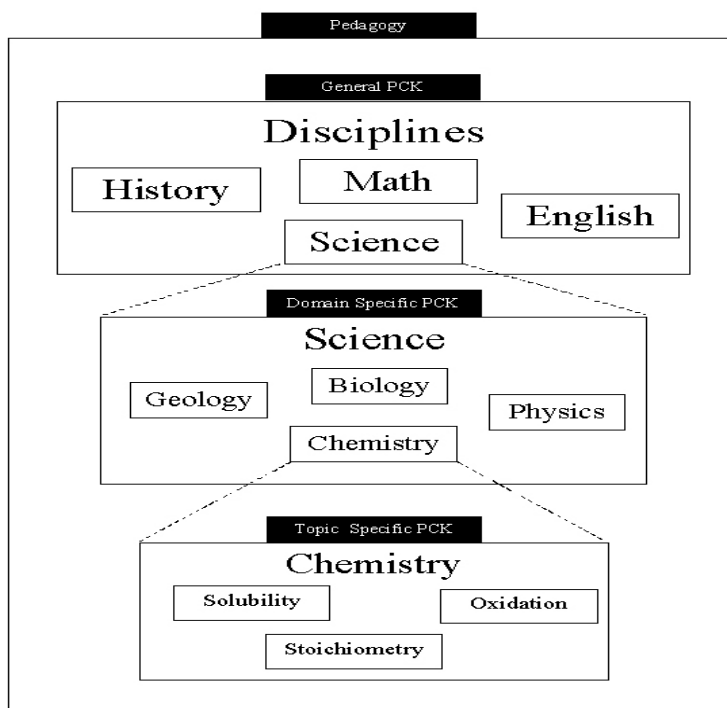 Pedagogy
General PCK
Disciplines
History
Math
English
Science
Domain Specific PCK
Science
Geology
Biology
Physics
Chemistry
Topic Specific PCK
Chemistry
Solubility
Oxidation
Stoichiometry